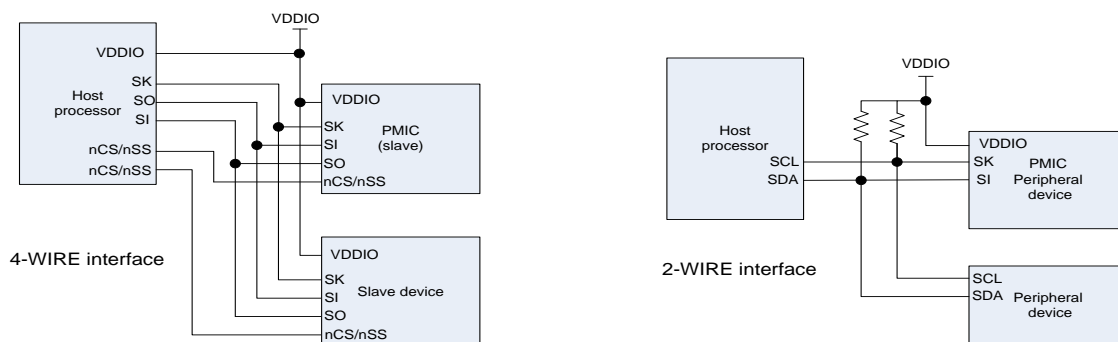 VDDIO
VDDIO
SK
Host
processor
SO
SI
nCS/nSS
nCS/nSS
VDDIO
SK
PMIC
(slave)
SI
SO
nCS/nSS
4-WIRE interface
VDDIO
SK
Slave device
SI
SO
nCS/nSS
VDDIO
Host
processor
SCL
SDA
VDDIO
SK
PMIC
SI
Peripheral
device
2-WIRE interface
SCL
SDA
Peripheral
device